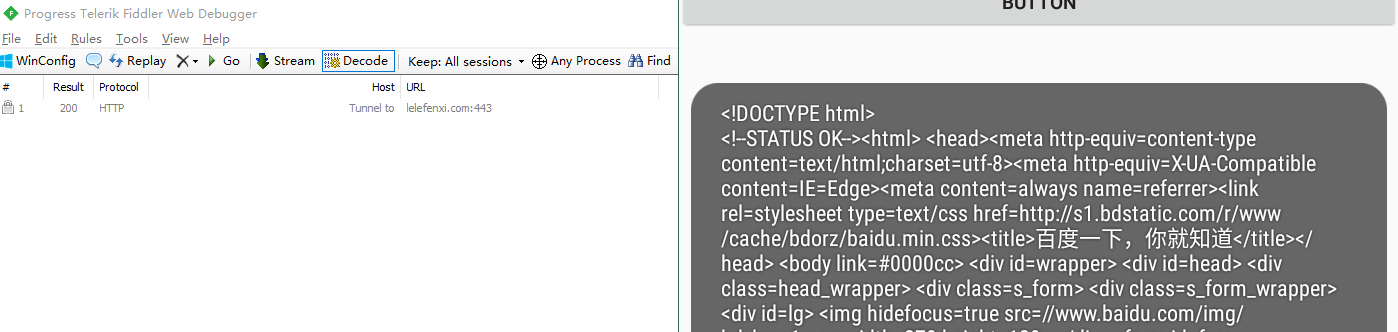 Progress Telerik Fiddler Web Debugger
File Edit Rules Tools View Help
WinConfig Replay Go Stream Decode Keep: All sessions Any Process Find
# Result Protocol Host URL
1 200 HTTP Tunnel to lelefenxi.com:443
BUTTON
<!DOCTYPE html>
<!--STATUS OK--><html> <head><meta http-equiv=content-type
content=text/html;charset=utf-8><meta http-equiv=X-UA-Compatible
content=IE=Edge><meta content=always name=referrer><link
rel=stylesheet type=text/css href=http://s1.bdstatic.com/r/www
/cache/bdorz/baidu.min.css><title>百度一下，你就知道</title></
head> <body link=#0000cc> <div id=wrapper> <div id=head> <div
class=head_wrapper> <div class=s_form> <div class=s_form_wrapper>
<div id=lg> <img hidefocus=true src=//www.baidu.com/img/